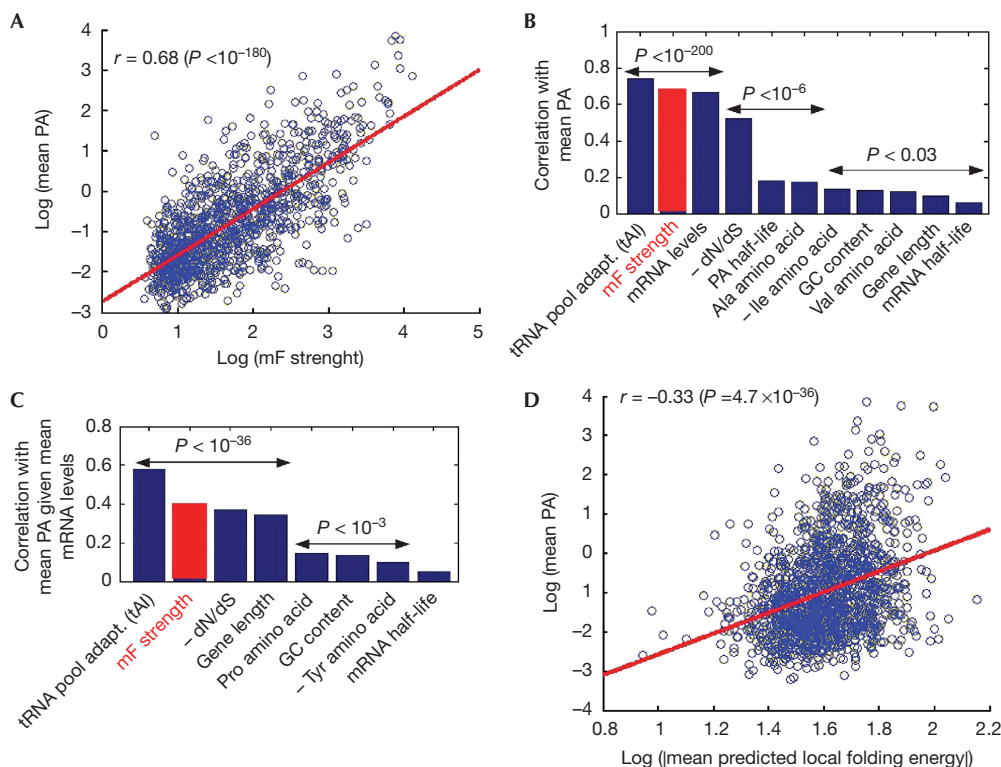 A
r = 0.68 (P <10⁻¹⁸⁰)
Log (mean PA)
4
3
2
1
0
−1
−2
−3
0
1
2
3
4
5
Log (mF strenght)
B
P <10⁻²⁰⁰
P <10⁻⁶
P < 0.03
Correlation with
mean PA
1
0.8
0.6
0.4
0.2
0
tRNA pool adapt. (tAI)
mF strength
mRNA levels
− dN/dS
PA half-life
Ala amino acid
− Ile amino acid
GC content
Val amino acid
Gene length
mRNA half-life
C
P < 10⁻³⁶
P < 10⁻³
Correlation with
mean PA given mean
mRNA levels
0.8
0.6
0.4
0.2
0
tRNA pool adapt. (tAI)
mF strength
− dN/dS
Gene length
Pro amino acid
GC content
− Tyr amino acid
mRNA half-life
D
r = −0.33 (P =4.7 ×10⁻³⁶)
Log (mean PA)
4
3
2
1
0
−1
−2
−3
−4
0.8
1
1.2
1.4
1.6
1.8
2
2.2
Log (|mean predicted local folding energy|)